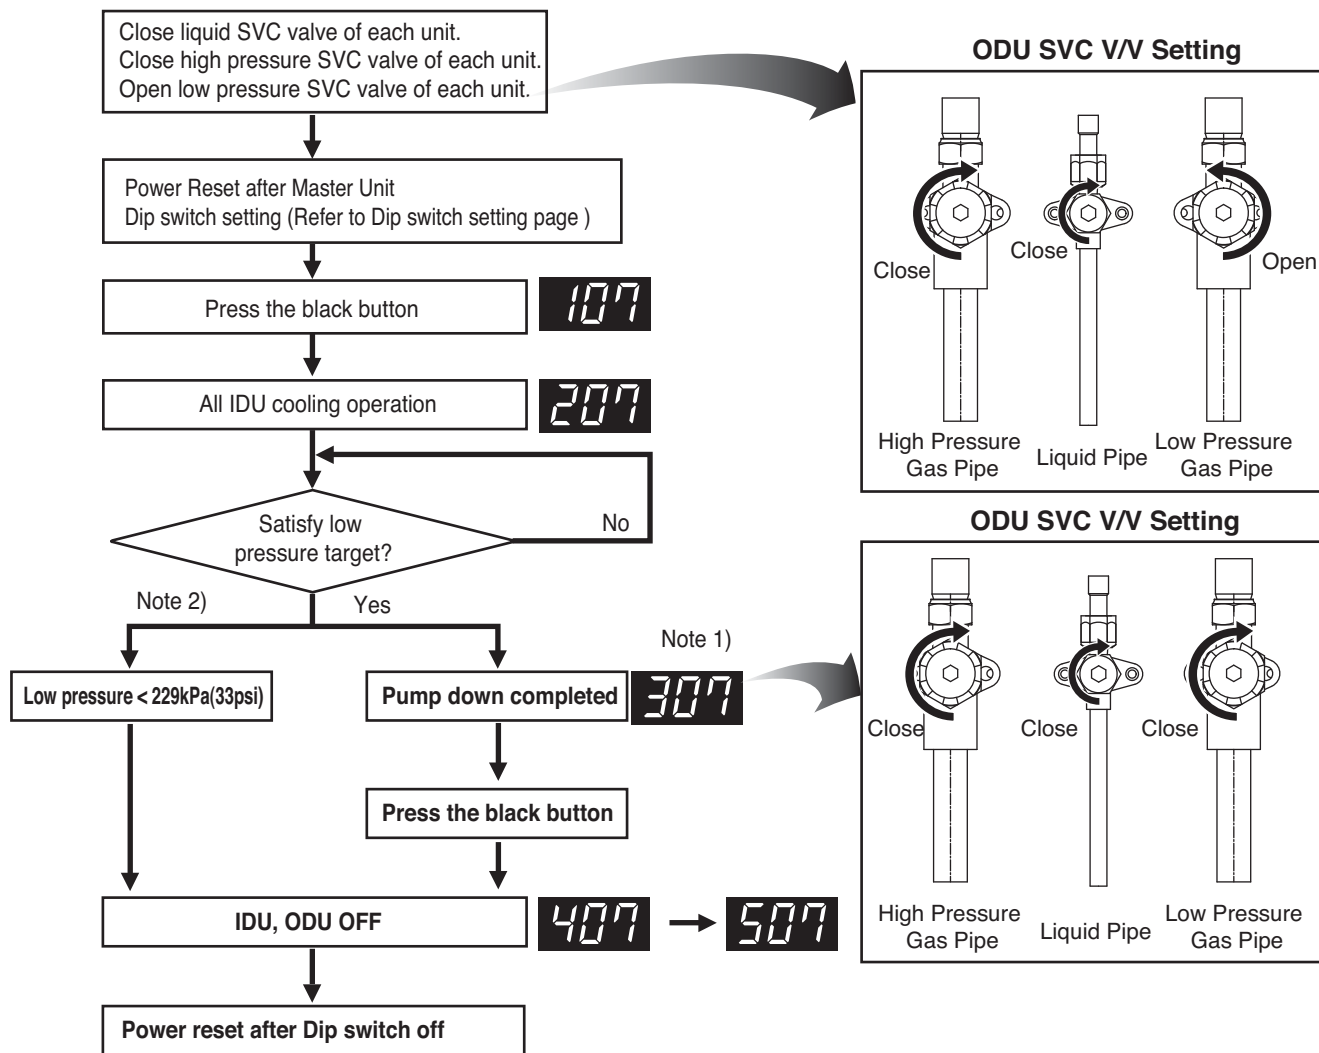 Close liquid SVC valve of each unit.
Close high pressure SVC valve of each unit.
Open low pressure SVC valve of each unit.
Power Reset after Master Unit
Dip switch setting (Refer to Dip switch setting page )
Press the black button
107
All IDU cooling operation
207
Satisfy low
pressure target?
No
Note 2)
Yes
Low pressure < 229kPa(33psi)
Pump down completed
307
Note 1)
Press the black button
IDU, ODU OFF
407
507
Power reset after Dip switch off
ODU SVC V/V Setting
Close
Close
Open
High Pressure
Gas Pipe
Liquid Pipe
Low Pressure
Gas Pipe
ODU SVC V/V Setting
Close
Close
Close
High Pressure
Gas Pipe
Liquid Pipe
Low Pressure
Gas Pipe